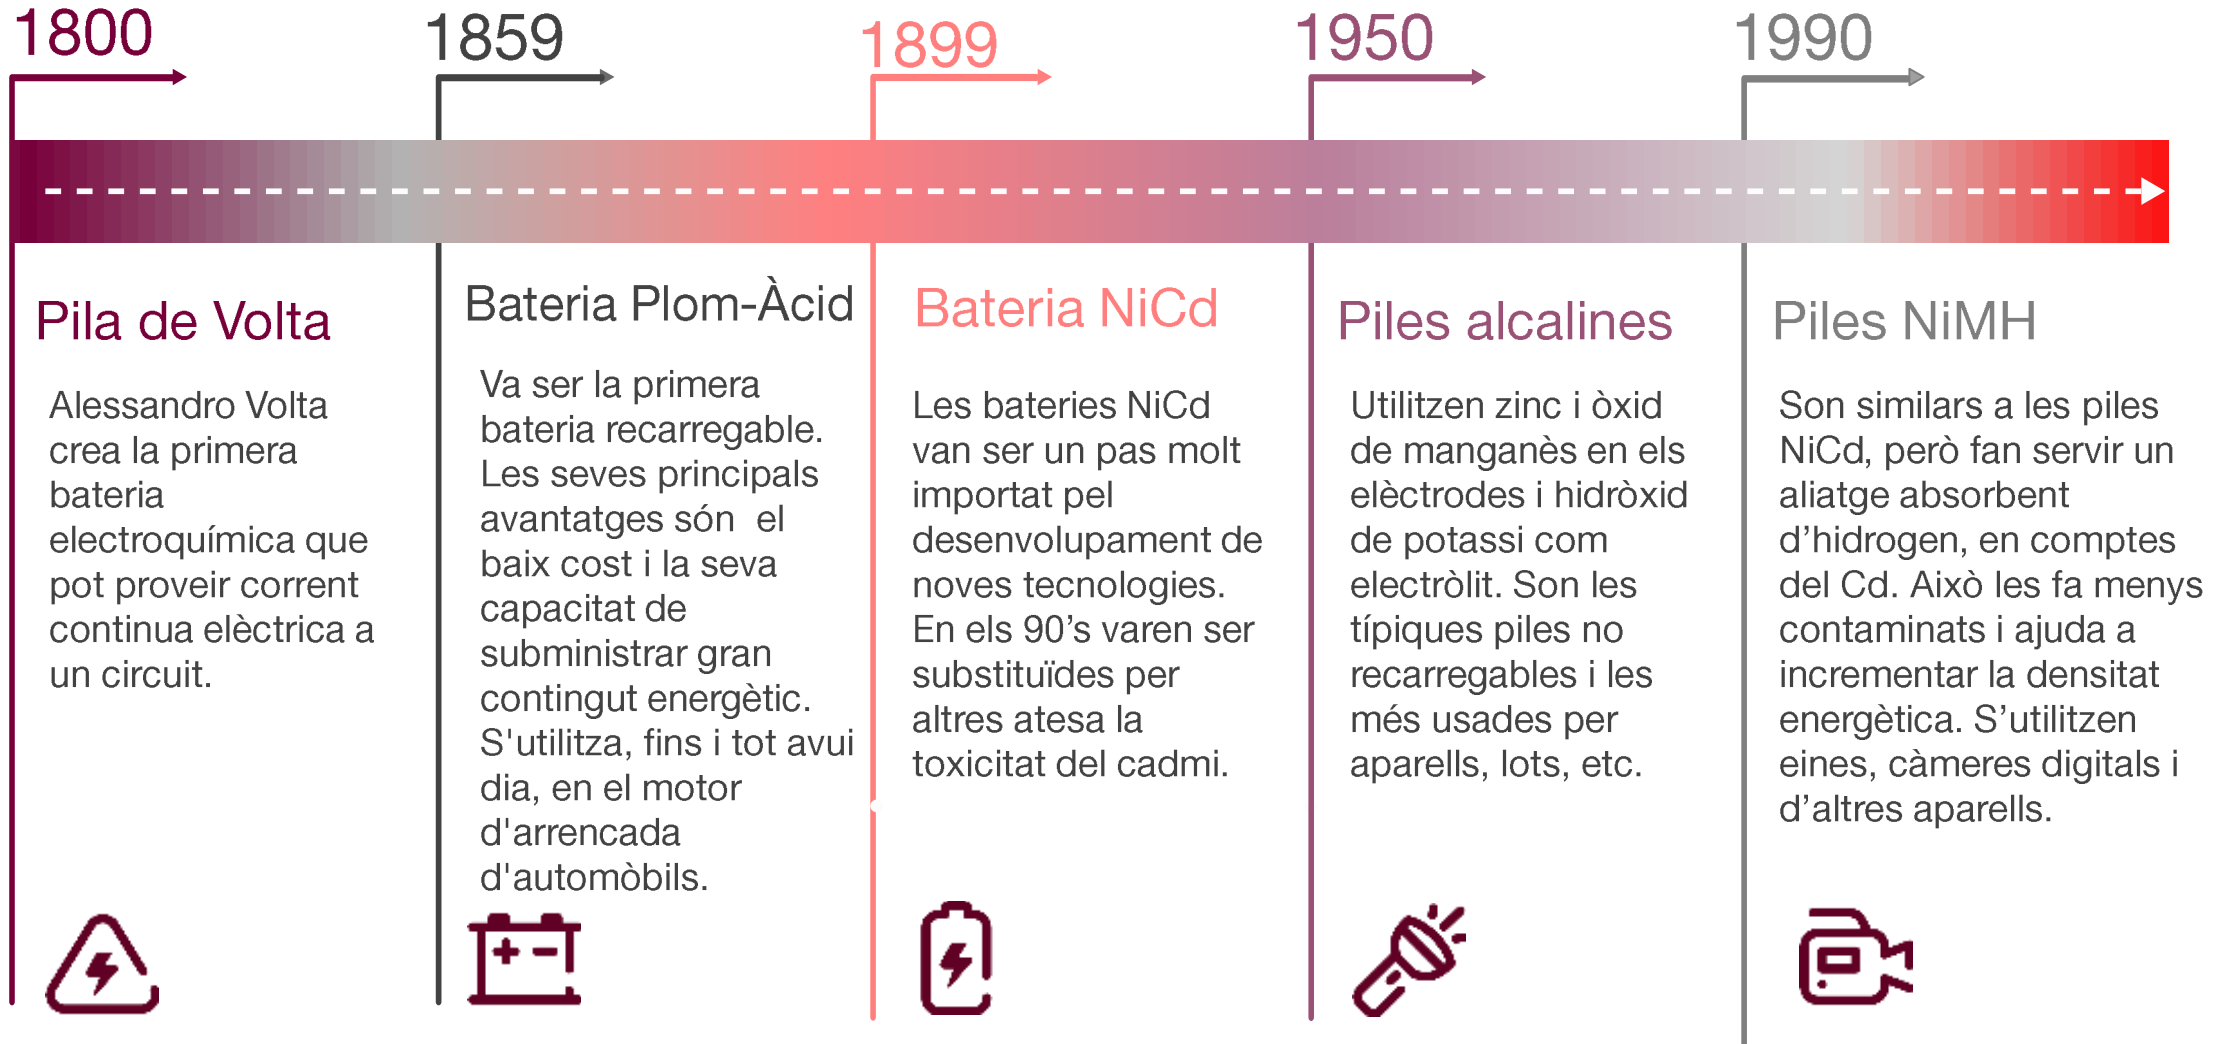 1800
1859
1899
1950
1990
Pila de Volta
Alessandro Volta
crea la primera
bateria
electroquímica que
pot proveir corrent
continua elèctrica a
un circuit.
Bateria Plom-Àcid
Va ser la primera
bateria recarregable.
Les seves principals
avantatges són  el
baix cost i la seva
capacitat de
subministrar gran
contingut energètic.
S'utilitza, fins i tot avui
dia, en el motor
d'arrencada
d'automòbils.
Bateria NiCd
Les bateries NiCd
van ser un pas molt
importat pel
desenvolupament de
noves tecnologies.
En els 90’s varen ser
substituïdes per
altres atesa la
toxicitat del cadmi.
Piles alcalines
Utilitzen zinc i òxid
de manganès en els
elèctrodes i hidròxid
de potassi com
electròlit. Son les
típiques piles no
recarregables i les
més usades per
aparells, lots, etc.
Piles NiMH
Son similars a les piles
NiCd, però fan servir un
aliatge absorbent
d’hidrogen, en comptes
del Cd. Això les fa menys
contaminats i ajuda a
incrementar la densitat
energètica. S’utilitzen
eines, càmeres digitals i
d’altres aparells.